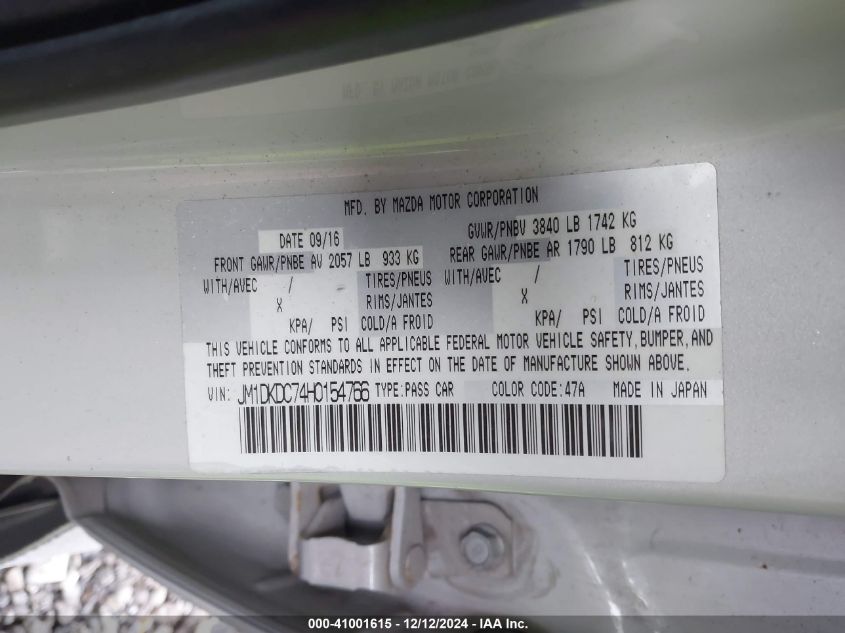 MFD. BY MAZDA MOTOR CORPORATION
DATE 09/16 GVWR/PNBV 3840 LB 1742 KG
FRONT GAWR/PNBE AV 2057 LB 933 KG REAR GAWR/PNBE AR 1790 LB 812 KG
WITH/AVEC / TIRES/PNEUS WITH/AVEC / TIRES/PNEUS
X RIMS/JANTES X RIMS/JANTES
KPA/ PSI COLD/A FROID KPA/ PSI COLD/A FROID
THIS VEHICLE CONFORMS TO ALL APPLICABLE FEDERAL MOTOR VEHICLE SAFETY, BUMPER, AND
THEFT PREVENTION STANDARDS IN EFFECT ON THE DATE OF MANUFACTURE SHOWN ABOVE.
VIN: JM1DKDC74H0154766 TYPE:PASS CAR COLOR CODE:47A MADE IN JAPAN
000-41001615 - 12/12/2024 - IAA Inc.